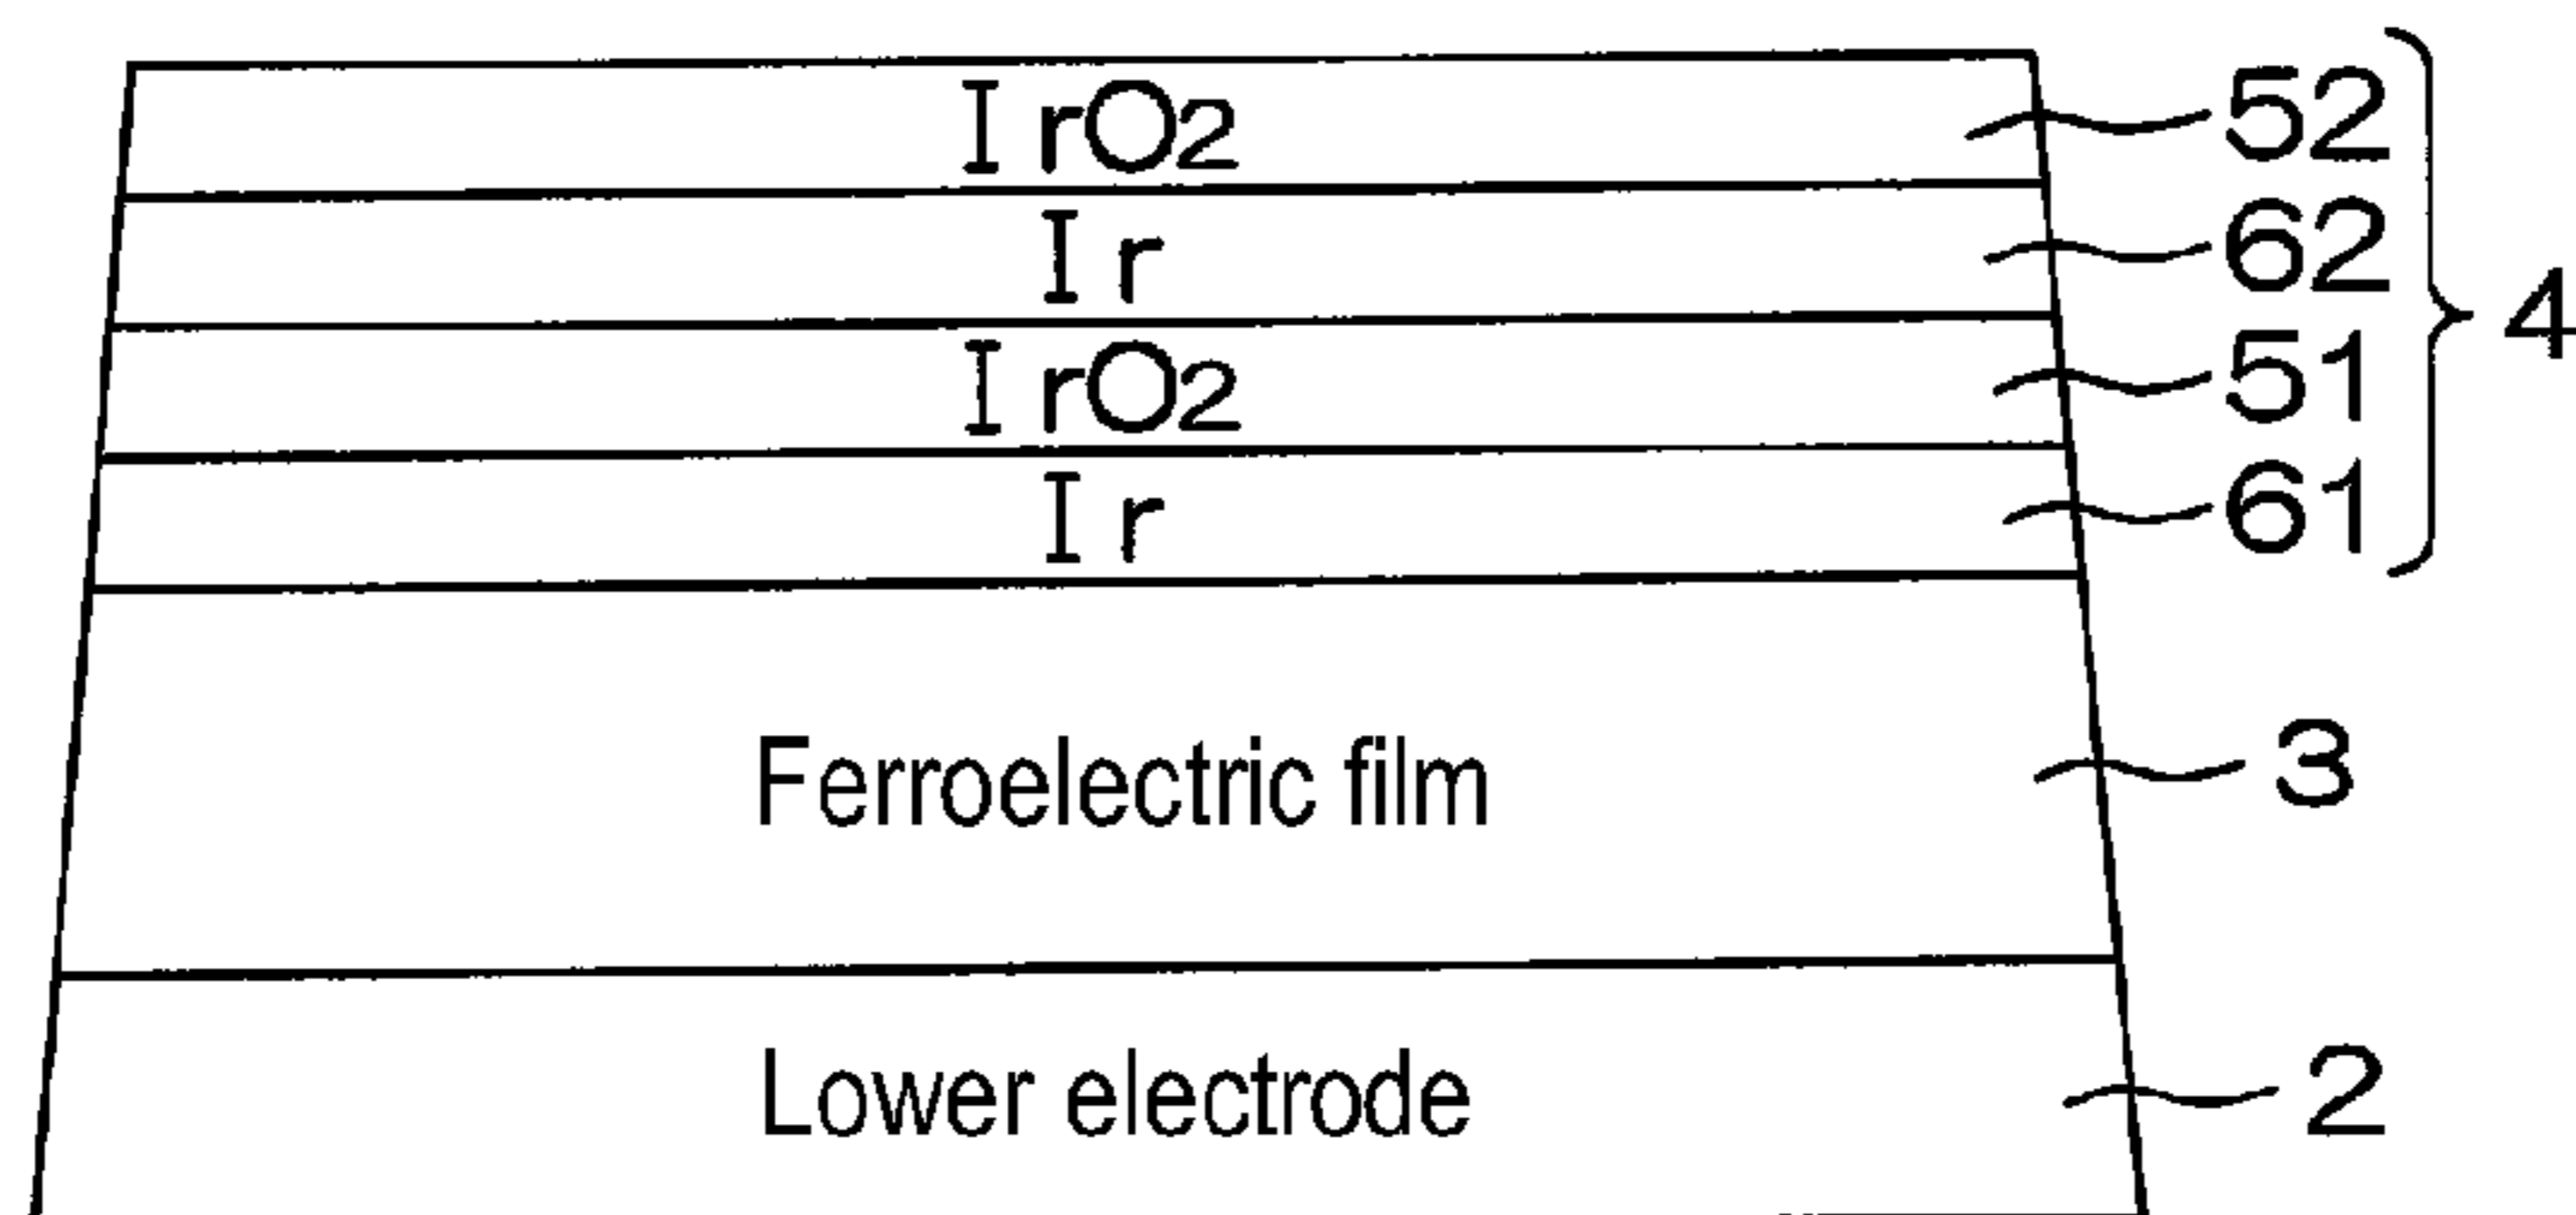 IrO2 52
Ir 62
4
IrO2 51
Ir 61
Ferroelectric film 3
Lower electrode 2